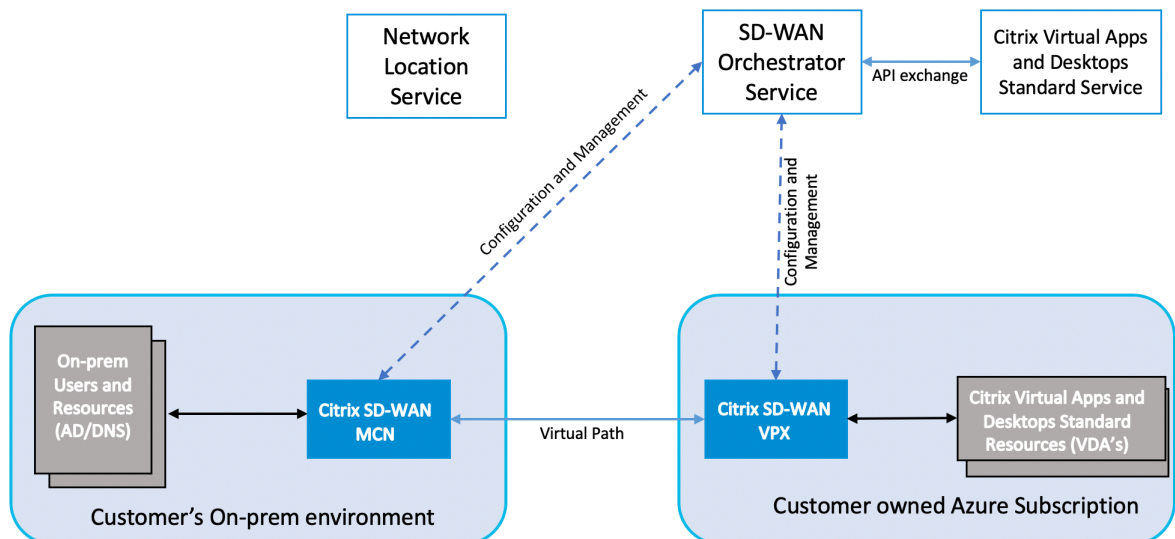 Network
Location
Service
SD-WAN
Orchestrator
Service
API exchange
Citrix Virtual Apps
and Desktops
Standard Service
Configuration and Management
Configuration and
Management
On-prem
Users and
Resources
(AD/DNS)
Citrix SD-WAN
MCN
Virtual Path
Citrix SD-WAN
VPX
Citrix Virtual Apps and
Desktops Standard
Resources (VDA's)
Customer's On-prem environment
Customer owned Azure Subscription